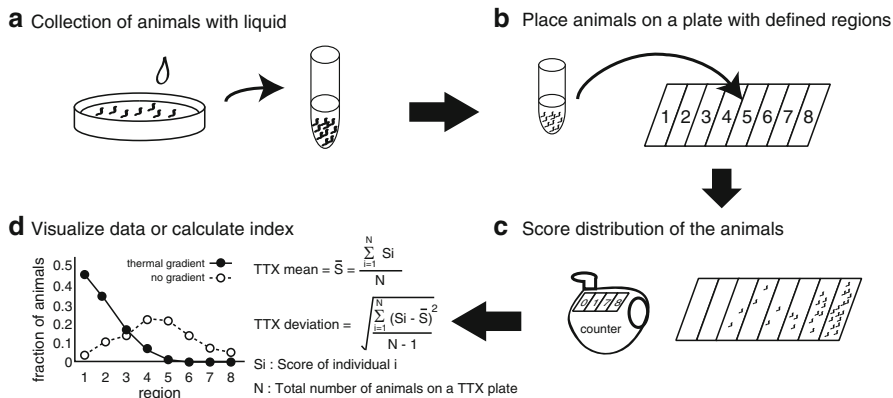 a Collection of animals with liquid
b Place animals on a plate with defined regions
1 2 3 4 5 6 7 8
c Score distribution of the animals
0 1 7 8
counter
d Visualize data or calculate index
thermal gradient
no gradient
fraction of animals
0.5
0.4
0.3
0.2
0.1
0
1 2 3 4 5 6 7 8
region
TTX mean = S̄ = N Σ i=1 Si / N
TTX deviation = √ N Σ i=1 (Si - S̄)² / N - 1
Si : Score of individual i
N : Total number of animals on a TTX plate